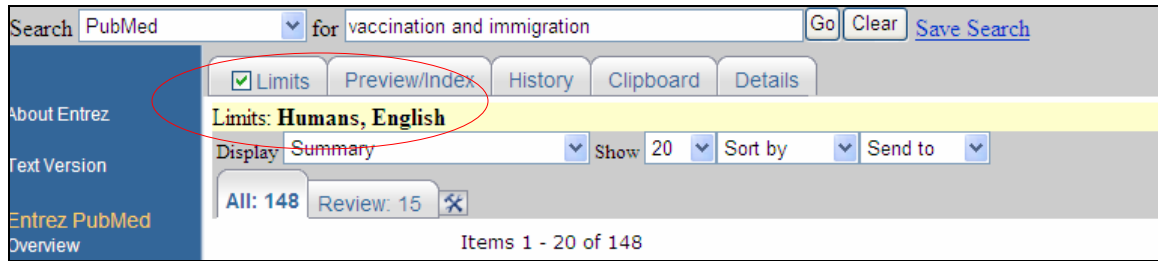 Search PubMed for vaccination and immigration Go Clear Save Search
Limits Preview/Index History Clipboard Details
About Entrez
Limits: Humans, English
Display Summary Show 20 Sort by Send to
Text Version
All: 148 Review: 15
Entrez PubMed
Overview
Items 1 - 20 of 148